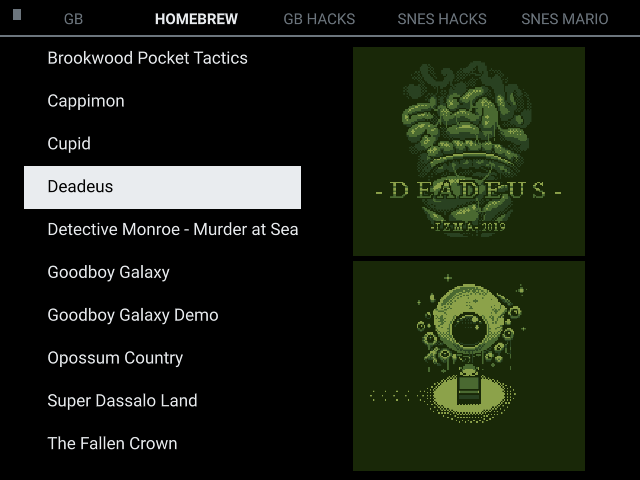 GB
HOMEBREW
GB HACKS
SNES HACKS
SNES MARIO
Brookwood Pocket Tactics
Cappimon
Cupid
Deadeus
Detective Monroe - Murder at Sea
Goodboy Galaxy
Goodboy Galaxy Demo
Opossum Country
Super Dassalo Land
The Fallen Crown
- DEADEUS -
-IZMA- 2019